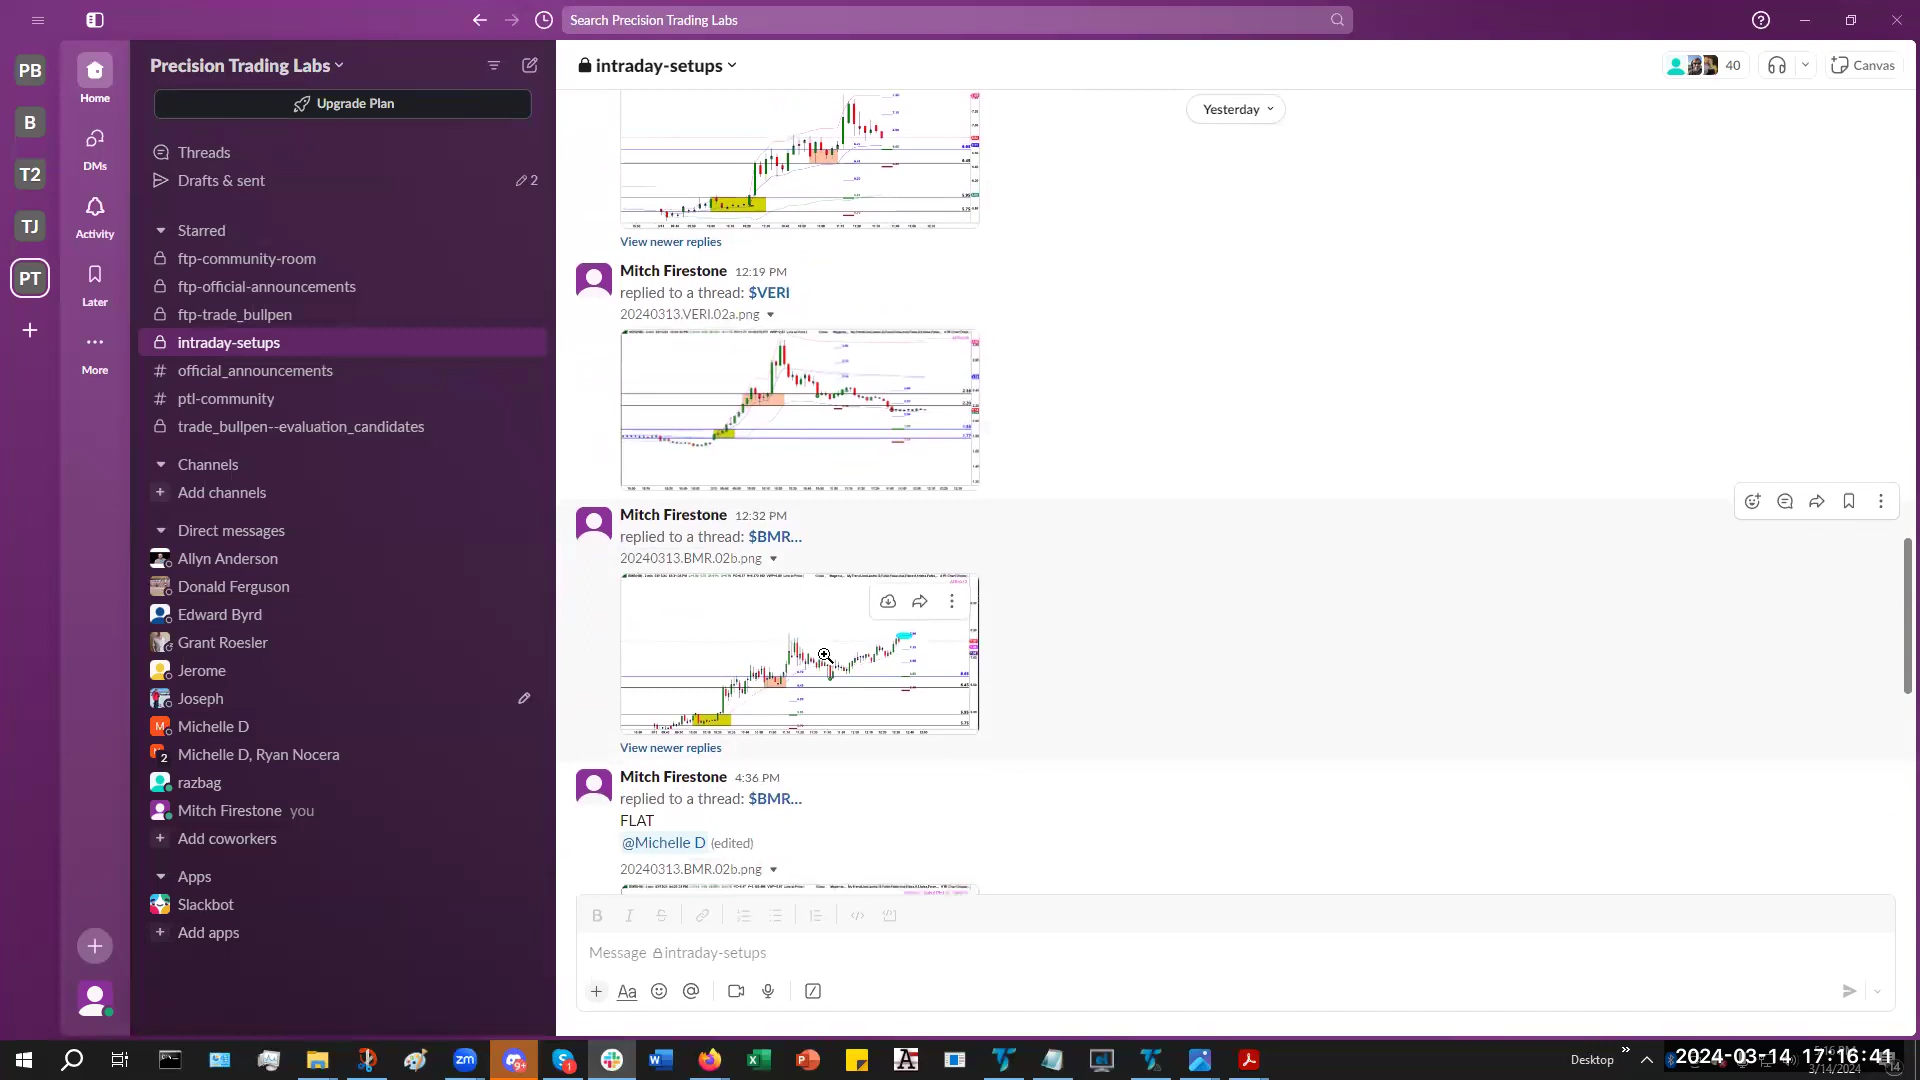 Search Precision Trading Labs
PB
B
T2
TJ
PT
Home
DMs
Activity
Later
More
Precision Trading Labs
Upgrade Plan
Threads
Drafts & sent
2
Starred
ftp-community-room
ftp-official-announcements
ftp-trade_bullpen
intraday-setups
official_announcements
ptl-community
trade_bullpen--evaluation_candidates
Channels
Add channels
Direct messages
Allyn Anderson
Donald Ferguson
Edward Byrd
Grant Roesler
Jerome
Joseph
Michelle D
2 Michelle D, Ryan Nocera
razbag
Mitch Firestone you
Add coworkers
Apps
Slackbot
Add apps
intraday-setups
40
Canvas
Yesterday
View newer replies
Mitch Firestone 12:19 PM
replied to a thread: $VERI
20240313.VERI.02a.png
Mitch Firestone 12:32 PM
replied to a thread: $BMR...
20240313.BMR.02b.png
View newer replies
Mitch Firestone 4:36 PM
replied to a thread: $BMR...
FLAT
@Michelle D (edited)
20240313.BMR.02b.png
Message intraday-setups
Desktop
2024-03-14 17:16:41
3/14/2024